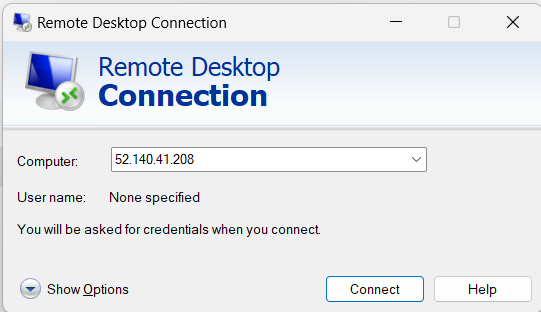 Remote Desktop Connection
Remote Desktop
Connection
Computer: 52.140.41.208
User name: None specified
You will be asked for credentials when you connect.
Show Options Connect Help